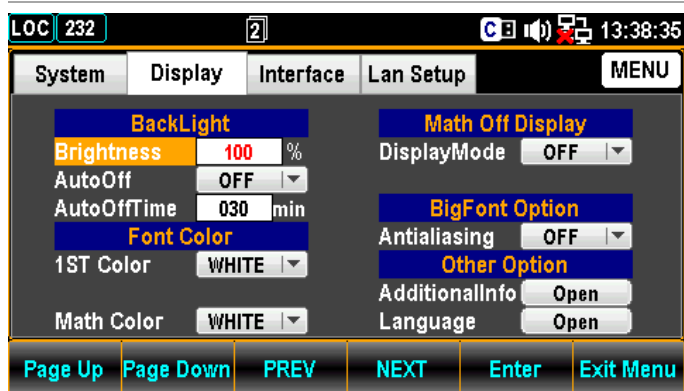 LOC 232 2 C 13:38:35
System Display Interface Lan Setup MENU
BackLight
Brightness 100 %
AutoOff OFF
AutoOffTime 030 min
Font Color
1ST Color WHITE
Math Color WHITE
Math Off Display
DisplayMode OFF
BigFont Option
Antialiasing OFF
Other Option
AdditionalInfo Open
Language Open
Page Up Page Down PREV NEXT Enter Exit Menu